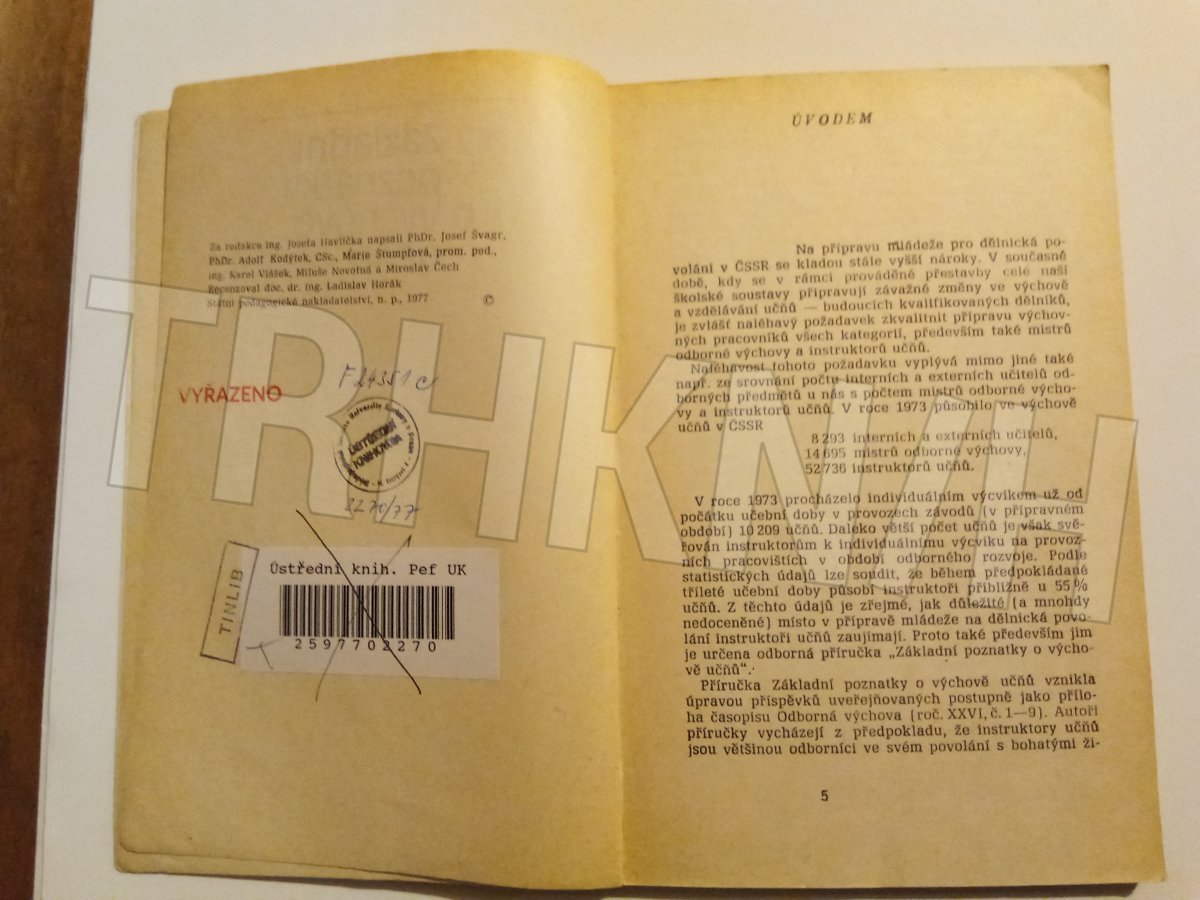 Za redakce ing. Josefa Havlíčka napsali PhDr. Josef Švagr,
PhDr. Adolf Kodýtek, CSc., Marie Štumpfová, prom. ped.,
ing. Karel Vlášek, Miluše Novotná a Miroslav Čech
Recenzoval doc. dr. ing. Ladislav Horák
Státní pedagogické nakladatelství, n. p., 1977 ©
VYŘAZENO
F 24351
ÚSTŘEDNÍ
KNIHOVNA
3270/77
Ústřední knih. Pef UK
TINLIB
2597702270
ÚVODEM
Na přípravu mládeže pro dělnická po-
volání v ČSSR se kladou stále vyšší nároky. V současné
době, kdy se v rámci prováděné přestavby celé naší
školské soustavy připravují závažné změny ve výchově
a vzdělávání učňů — budoucích kvalifikovaných dělníků,
je zvlášť naléhavý požadavek zkvalitnit přípravu výchov-
ných pracovníků všech kategorií, především také mistrů
odborné výchovy a instruktorů učňů.
Naléhavost tohoto požadavku vyplývá mimo jiné také
např. ze srovnání počtu interních a externích učitelů od-
borných předmětů u nás s počtem mistrů odborné výcho-
vy a instruktorů učňů. V roce 1973 působilo ve výchově
učňů v ČSSR
8 293 interních a externích učitelů,
14 695 mistrů odborné výchovy,
52 736 instruktorů učňů.
V roce 1973 procházelo individuálním výcvikem už od
počátku učební doby v provozech závodů (v přípravném
období) 10 209 učňů. Daleko větší počet učňů je však svě-
řován instruktorům k individuálnímu výcviku na provoz-
ních pracovištích v období odborného rozvoje. Podle
statistických údajů lze soudit, že během předpokládané
tříleté učební doby působí instruktoři přibližně u 55 %
učňů. Z těchto údajů je zřejmé, jak důležité (a mnohdy
nedoceněné) místo v přípravě mládeže na dělnická povo-
lání instruktoři učňů zaujímají. Proto také především jim
je určena odborná příručka „Základní poznatky o výcho-
vě učňů“.
Příručka Základní poznatky o výchově učňů vznikla
úpravou příspěvků uveřejňovaných postupně jako přílo-
ha časopisu Odborná výchova (roč. XXVI, č. 1—9). Autoři
příručky vycházejí z předpokladu, že instruktory učňů
jsou většinou odborníci ve svém povolání s bohatými ži-
5
TRHKNIH